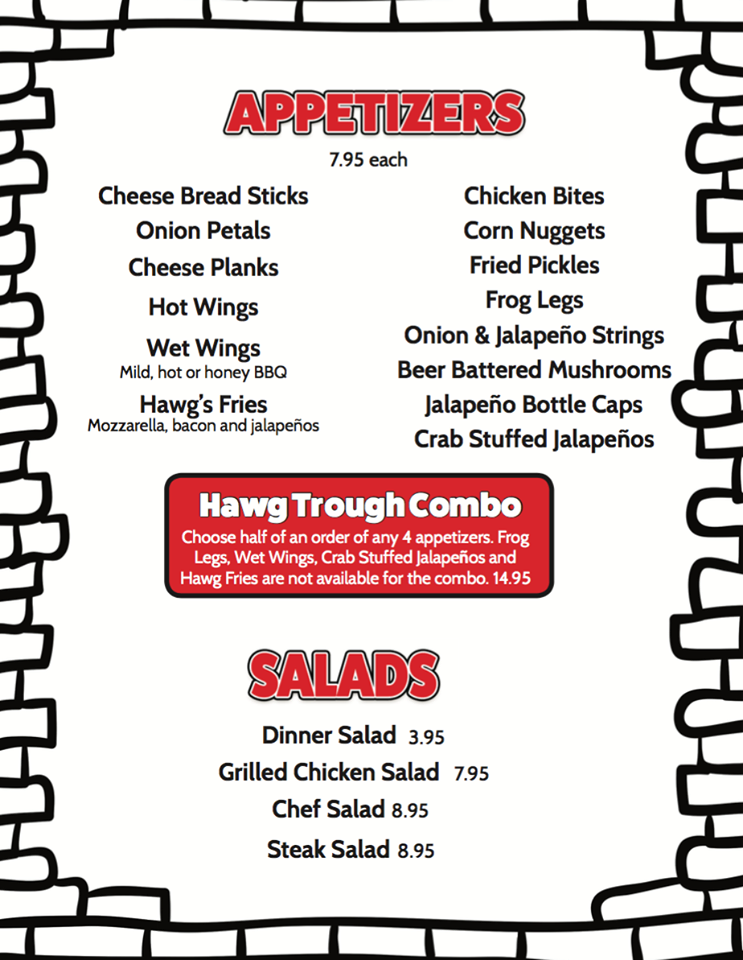 APPETIZERS
7.95 each
Cheese Bread Sticks
Onion Petals
Cheese Planks
Hot Wings
Wet Wings
Mild, hot or honey BBQ
Hawg's Fries
Mozzarella, bacon and jalapeños
Chicken Bites
Corn Nuggets
Fried Pickles
Frog Legs
Onion & Jalapeño Strings
Beer Battered Mushrooms
Jalapeño Bottle Caps
Crab Stuffed Jalapeños
Hawg Trough Combo
Choose half of an order of any 4 appetizers. Frog
Legs, Wet Wings, Crab Stuffed Jalapeños and
Hawg Fries are not available for the combo. 14.95
SALADS
Dinner Salad 3.95
Grilled Chicken Salad 7.95
Chef Salad 8.95
Steak Salad 8.95